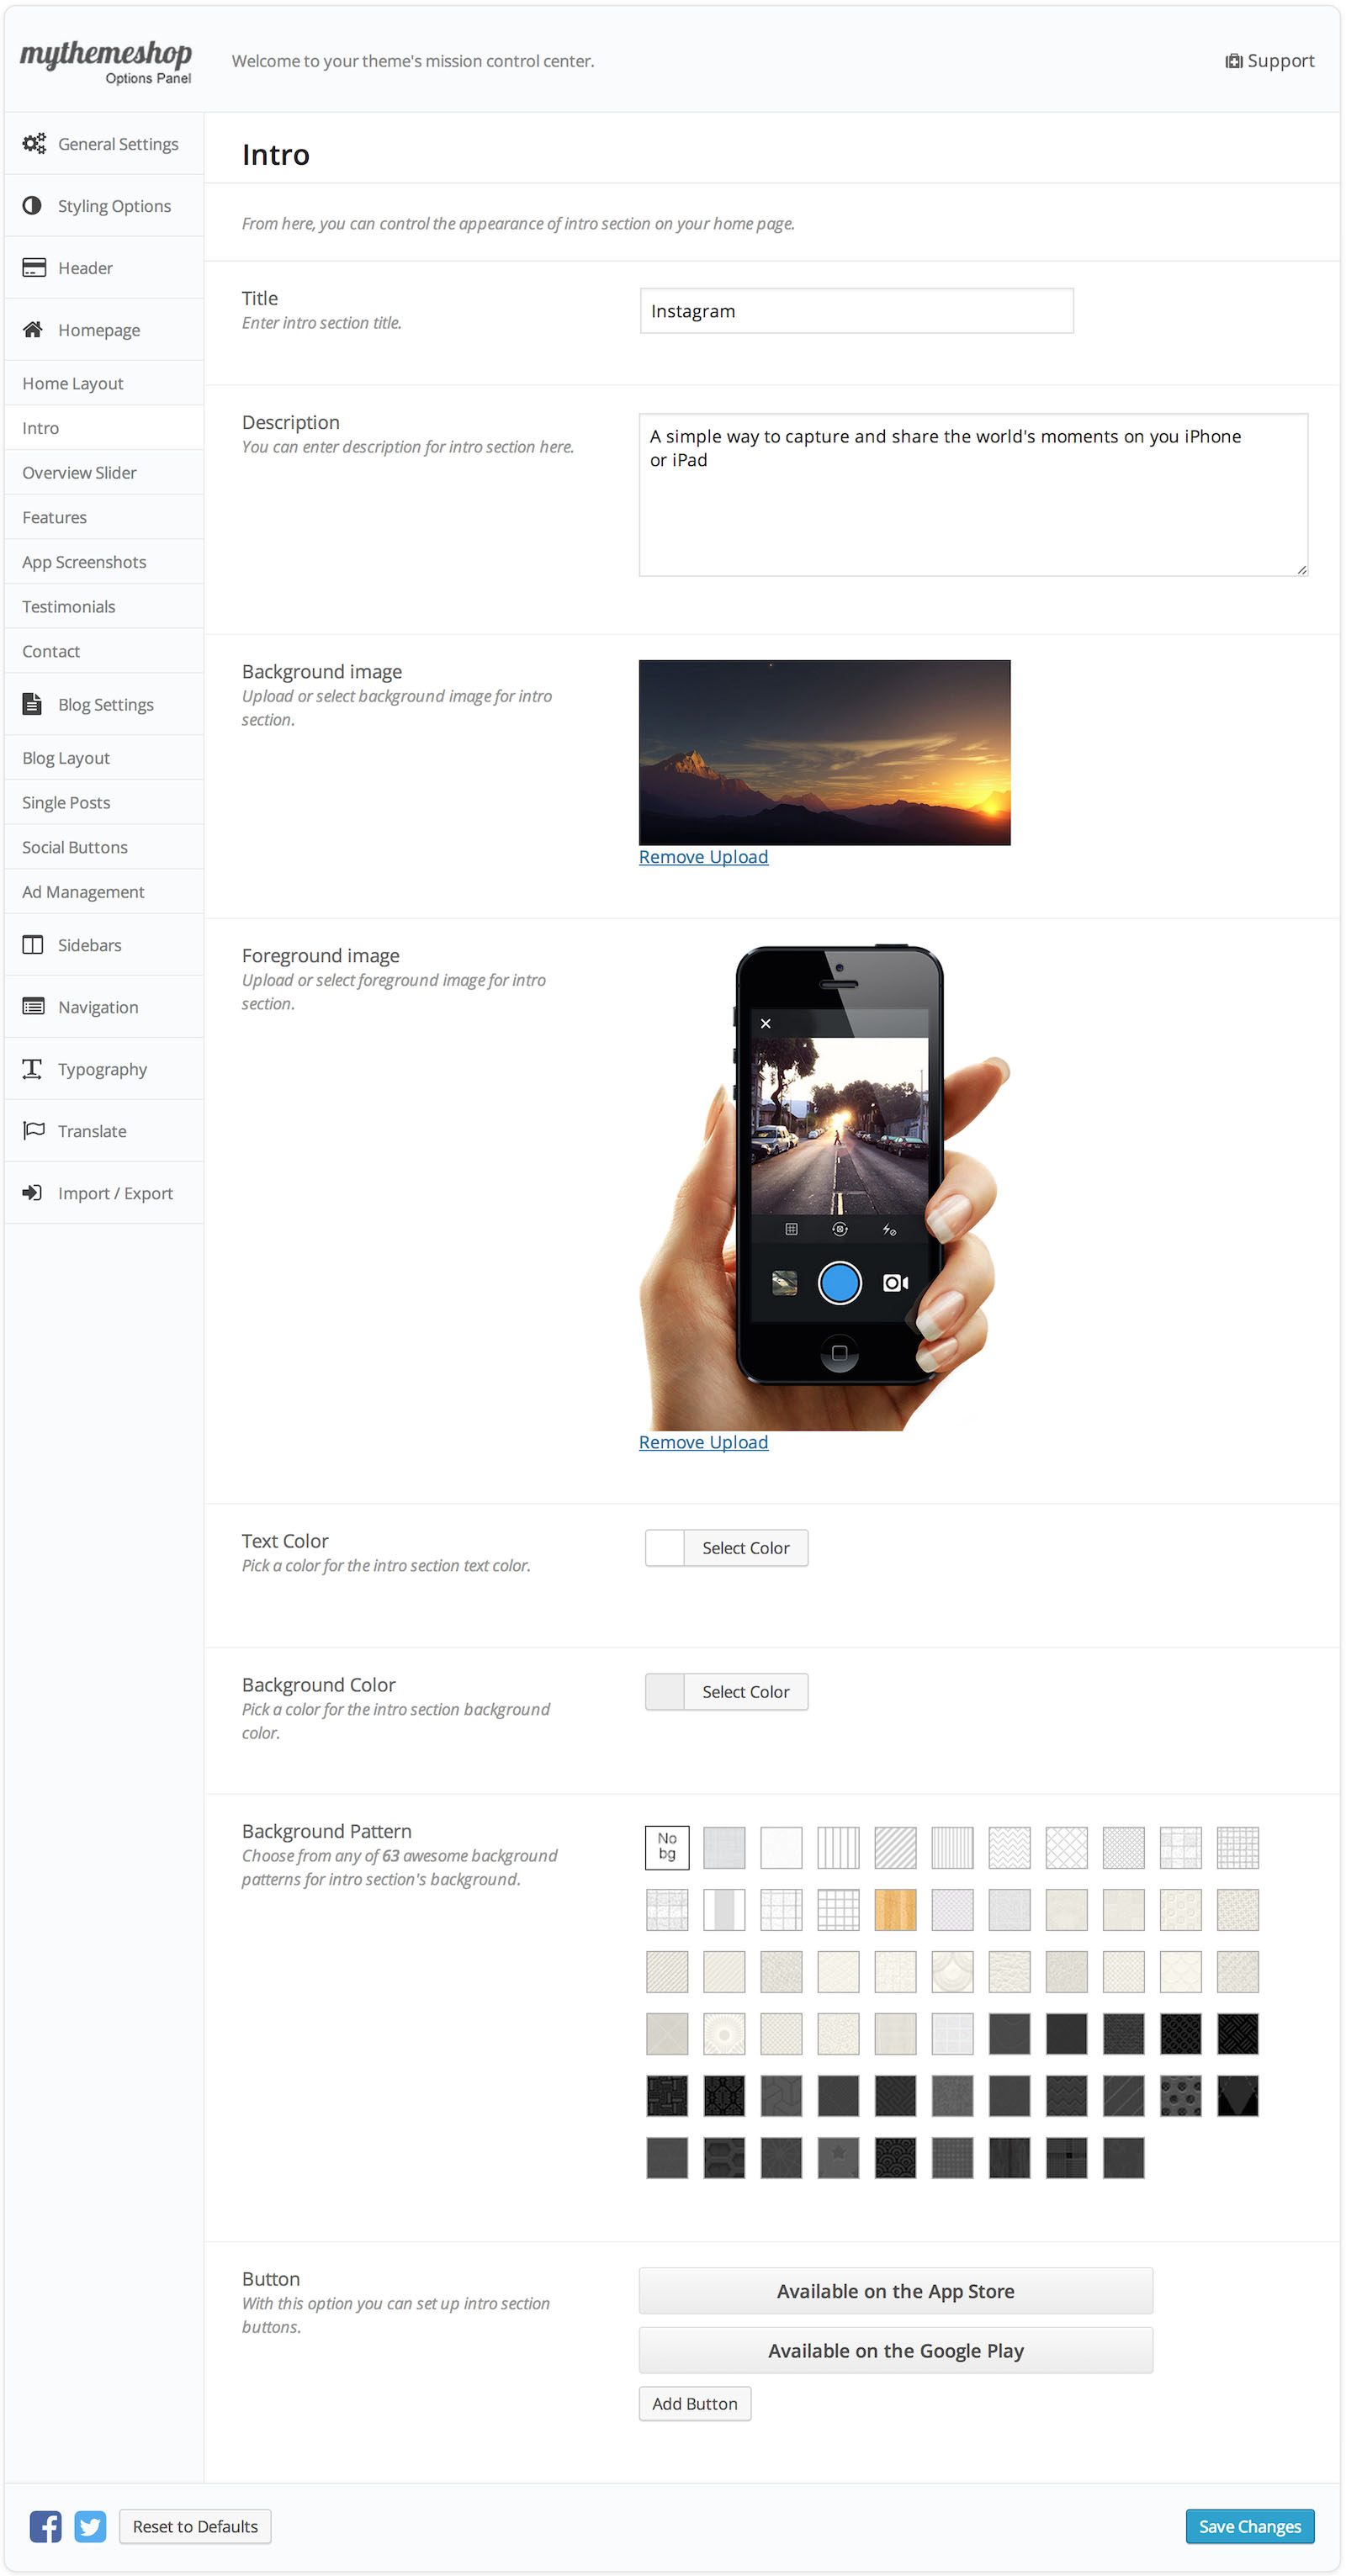 mythemeshop
Options Panel
Welcome to your theme's mission control center.
Support
General Settings
Styling Options
Header
Homepage
Home Layout
Intro
Overview Slider
Features
App Screenshots
Testimonials
Contact
Blog Settings
Blog Layout
Single Posts
Social Buttons
Ad Management
Sidebars
Navigation
Typography
Translate
Import / Export
Intro
From here, you can control the appearance of intro section on your home page.
Title
Enter intro section title.
Instagram
Description
You can enter description for intro section here.
A simple way to capture and share the world's moments on you iPhone
or iPad
Background image
Upload or select background image for intro
section.
Remove Upload
Foreground image
Upload or select foreground image for intro
section.
Remove Upload
Text Color
Pick a color for the intro section text color.
Select Color
Background Color
Pick a color for the intro section background
color.
Select Color
Background Pattern
Choose from any of 63 awesome background
patterns for intro section's background.
No
bg
Button
With this option you can set up intro section
buttons.
Available on the App Store
Available on the Google Play
Add Button
Reset to Defaults
Save Changes